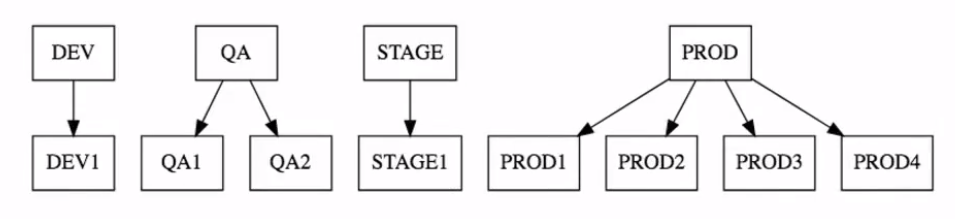 DEV QA STAGE PROD
DEV1 QA1 QA2 STAGE1 PROD1 PROD2 PROD3 PROD4